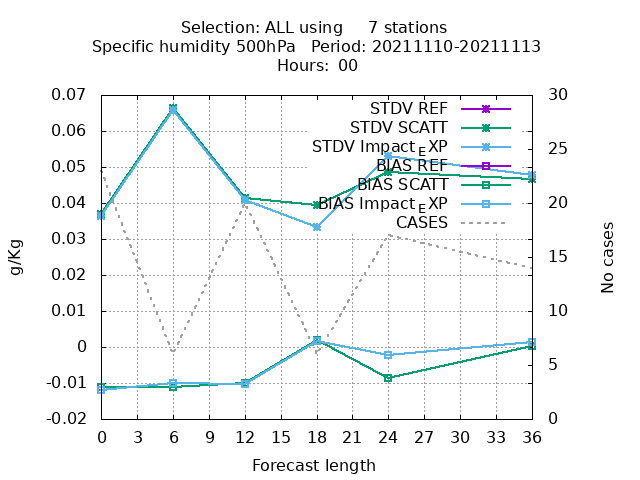 Selection: ALL using     7 stations
Specific humidity 500hPa   Period: 20211110-20211113
Hours:  00
0.07
0.06
0.05
0.04
0.03
0.02
0.01
0
-0.01
-0.02
g/Kg
STDV REF
STDV SCATT
STDV Impact_EXP
BIAS REF
BIAS SCATT
BIAS Impact_EXP
CASES
30
25
20
15
10
5
0
No cases
0 3 6 9 12 15 18 21 24 27 30 33 36
Forecast length